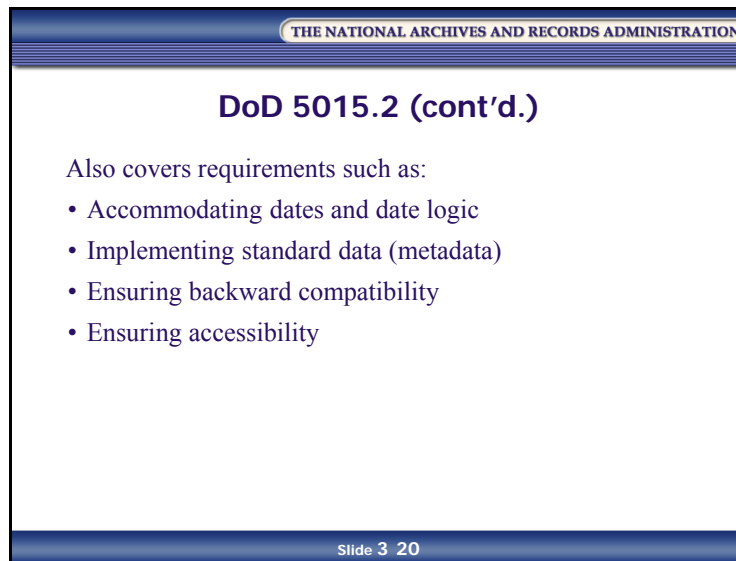 THE NATIONAL ARCHIVES AND RECORDS ADMINISTRATION
DoD 5015.2 (cont'd.)
Also covers requirements such as:
• Accommodating dates and date logic
• Implementing standard data (metadata)
• Ensuring backward compatibility
• Ensuring accessibility
Slide 3 20